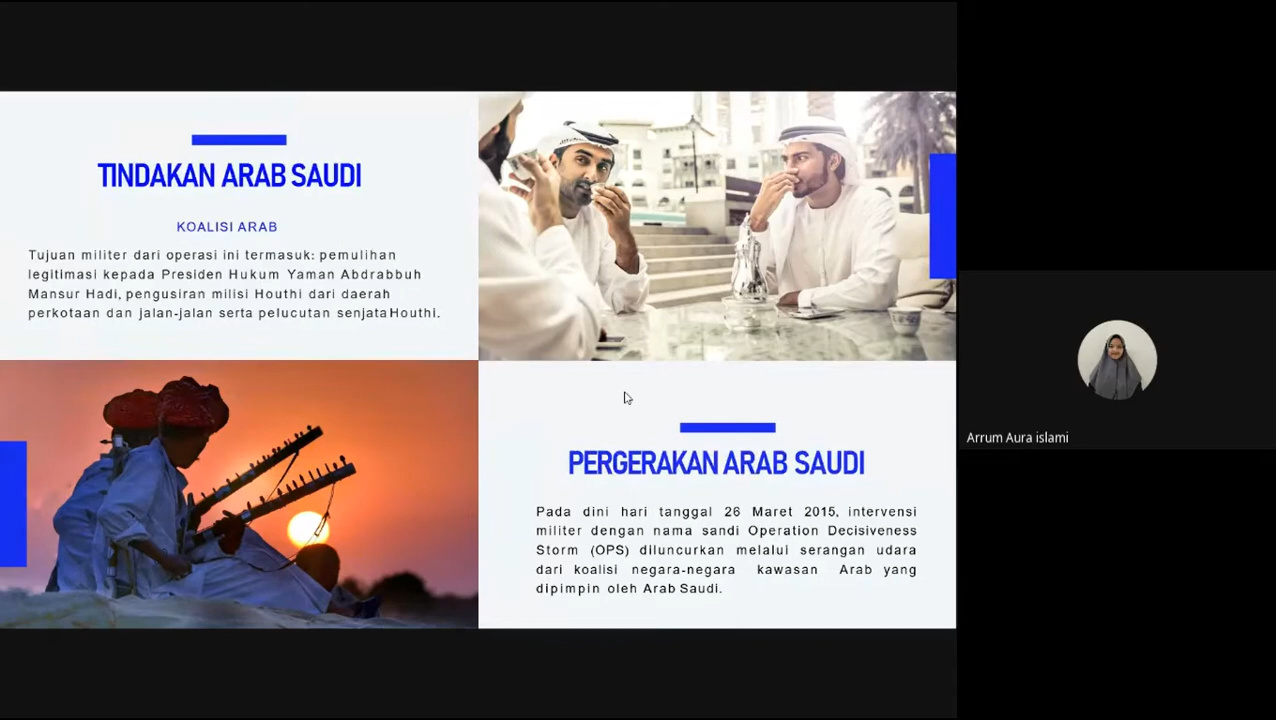 TINDAKAN ARAB SAUDI
KOALISI ARAB
Tujuan militer dari operasi ini termasuk: pemulihan
legitimasi kepada Presiden Hukum Yaman Abdrabbuh
Mansur Hadi, pengusiran milisi Houthi dari daerah
perkotaan dan jalan-jalan serta pelucutan senjata Houthi.
PERGERAKAN ARAB SAUDI
Pada dini hari tanggal 26 Maret 2015, intervensi
militer dengan nama sandi Operation Decisiveness
Storm (OPS) diluncurkan melalui serangan udara
dari koalisi negara-negara kawasan Arab yang
dipimpin oleh Arab Saudi.
Arrum Aura islami